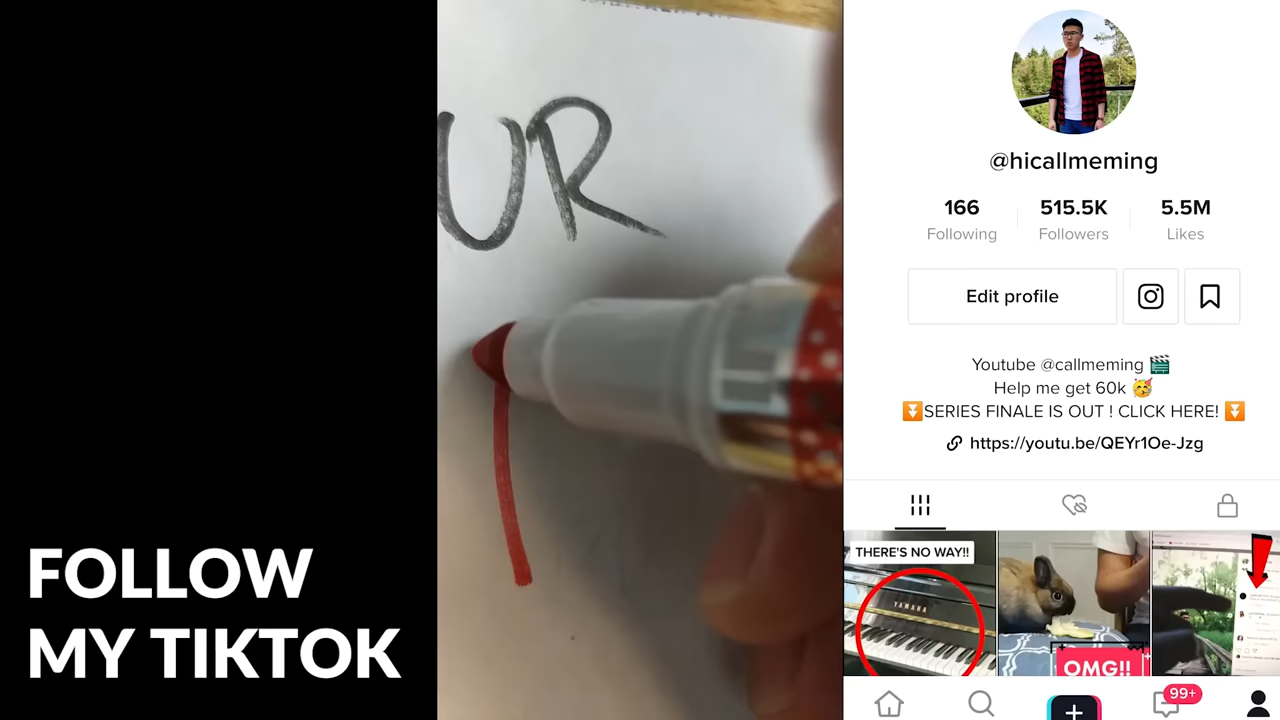 FOLLOW
MY TIKTOK
UR
@hicallmeming
166 515.5K 5.5M
Following Followers Likes
Edit profile
Youtube @callmeming 🎬
Help me get 60k 🥳
⏬SERIES FINALE IS OUT ! CLICK HERE! ⏬
https://youtu.be/QEYr1Oe-Jzg
THERE'S NO WAY!!
YAMAHA
OMG!!
99+